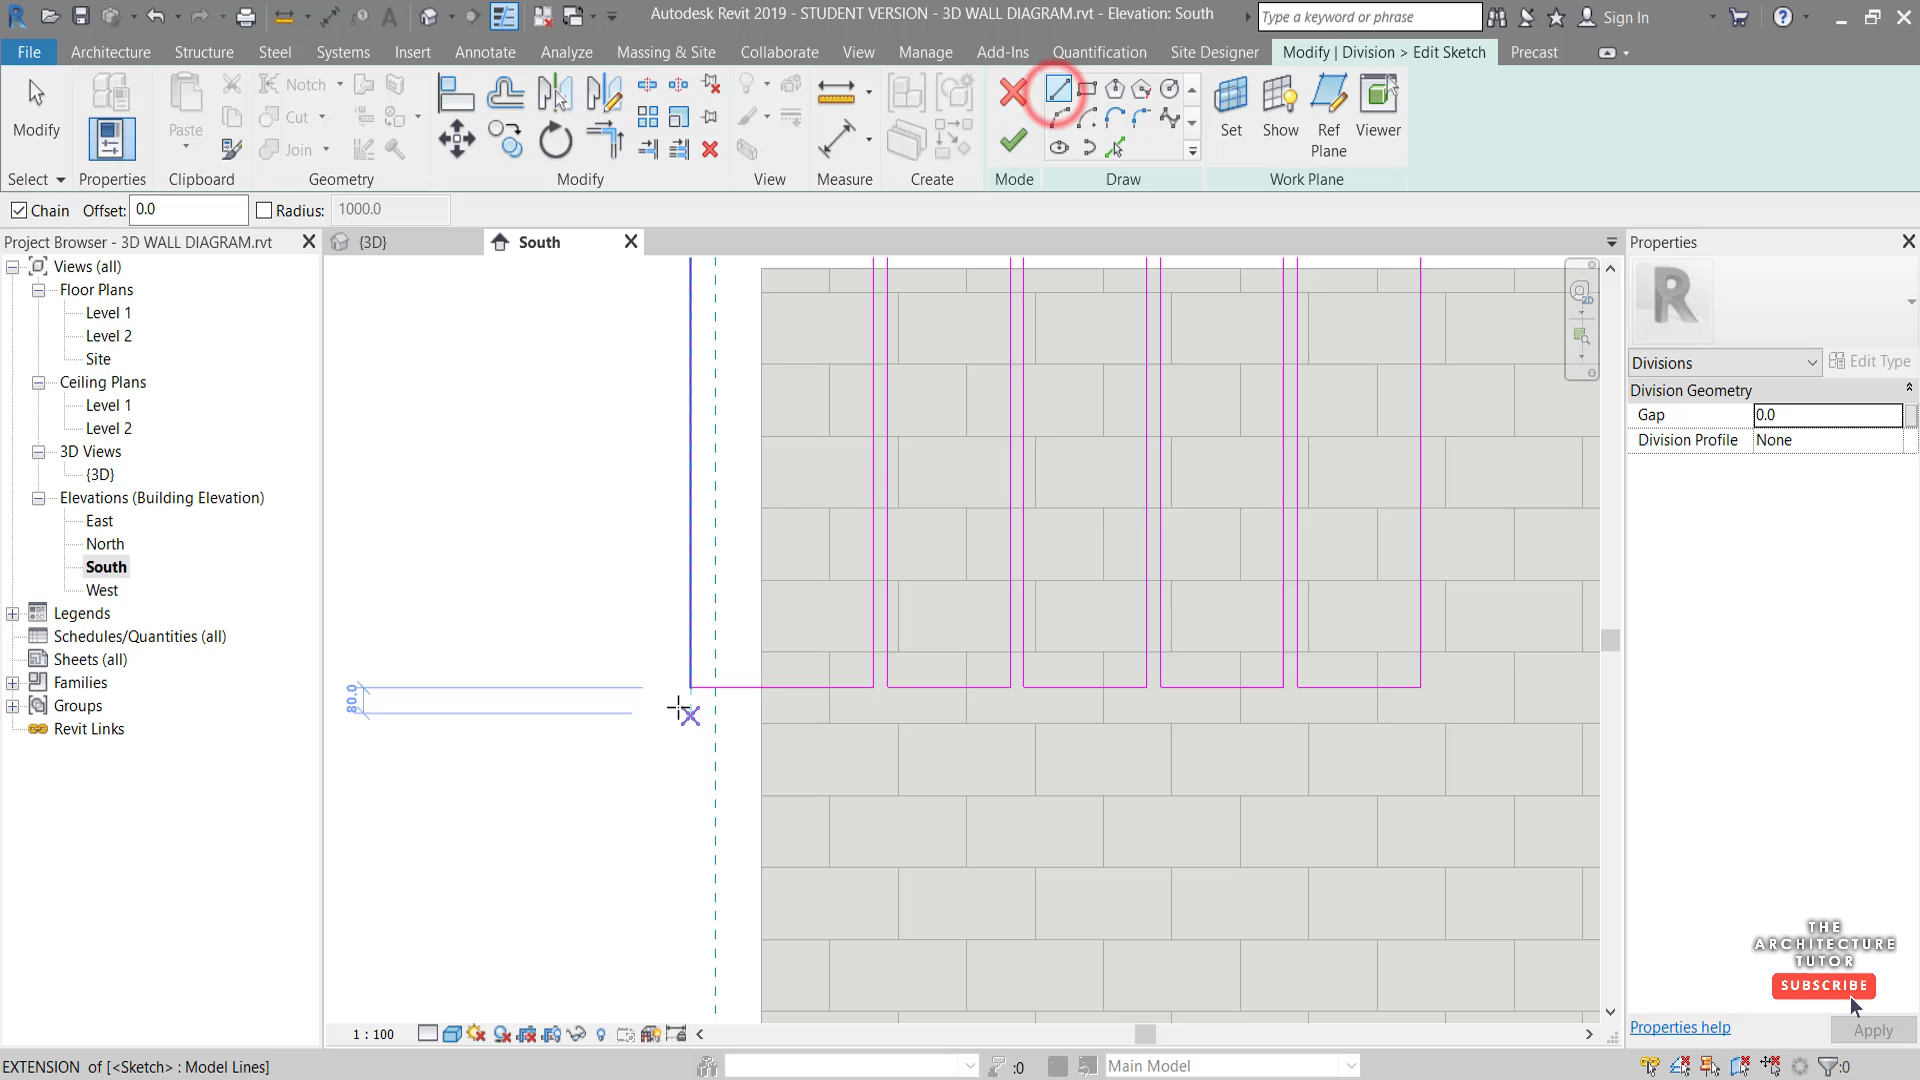 Autodesk Revit 2019 - STUDENT VERSION - 3D WALL DIAGRAM.rvt - Elevation: South
Type a keyword or phrase
Sign In
File Architecture Structure Steel Systems Insert Annotate Analyze Massing & Site Collaborate View Manage Add-Ins Quantification Site Designer Modify | Division > Edit Sketch Precast
Modify
Paste
Notch
Cut
Join
Set Show Ref Plane Viewer
Select Properties Clipboard Geometry Modify View Measure Create Mode Draw Work Plane
Chain Offset: 0.0 Radius: 1000.0
Project Browser - 3D WALL DIAGRAM.rvt
{3D}
South
Properties
Views (all)
Floor Plans
Level 1
Level 2
Site
Ceiling Plans
Level 1
Level 2
3D Views
{3D}
Elevations (Building Elevation)
East
North
South
West
Legends
Schedules/Quantities (all)
Sheets (all)
Families
Groups
Revit Links
80.0
2D
R
Divisions
Edit Type
Division Geometry
Gap 0.0
Division Profile None
THE
ARCHITECTURE
TUTOR
SUBSCRIBE
Properties help
Apply
1 : 100
EXTENSION of [<Sketch> : Model Lines]
:0
Main Model
:0